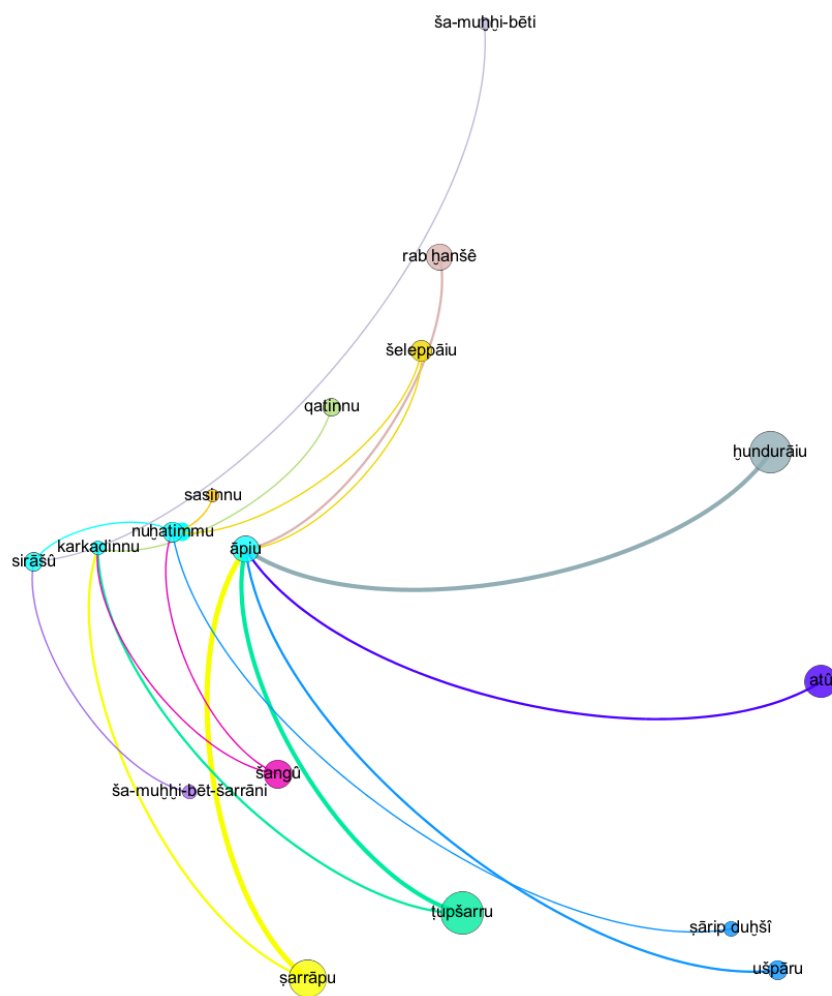 ša-muḫḫi-bēti
rab ḫanšê
šeleppāiu
qatinnu
ḫundurāiu
sasinnu
nuḫatimmu
karkadinnu
āpiu
sirāšû
atû
šangû
ša-muḫḫi-bēt-šarrāni
ṭupšarru
ṣārip duḫšî
ušpāru
ṣarrāpu